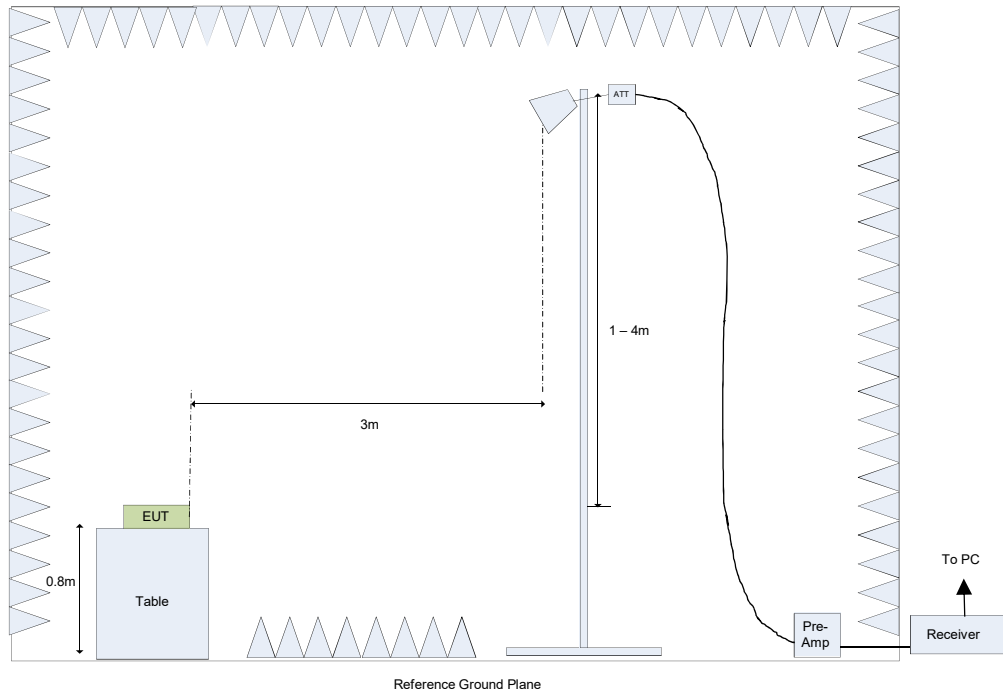 ATT
1 – 4m
3m
EUT
0.8m
Table
To PC
Pre-
Amp
Receiver
Reference Ground Plane